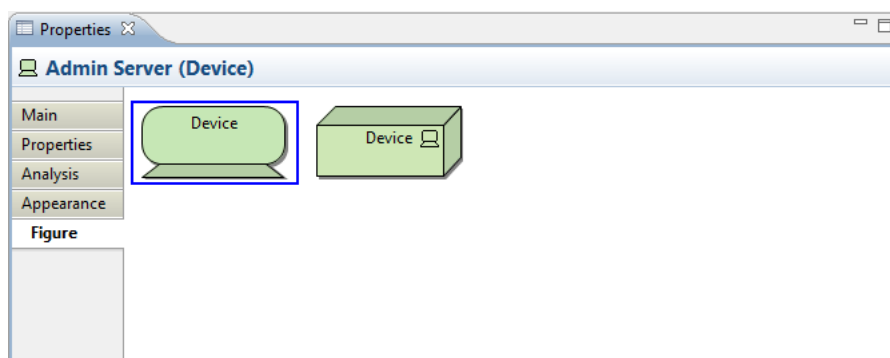 Properties
Admin Server (Device)
Main
Properties
Analysis
Appearance
Figure
Device
Device